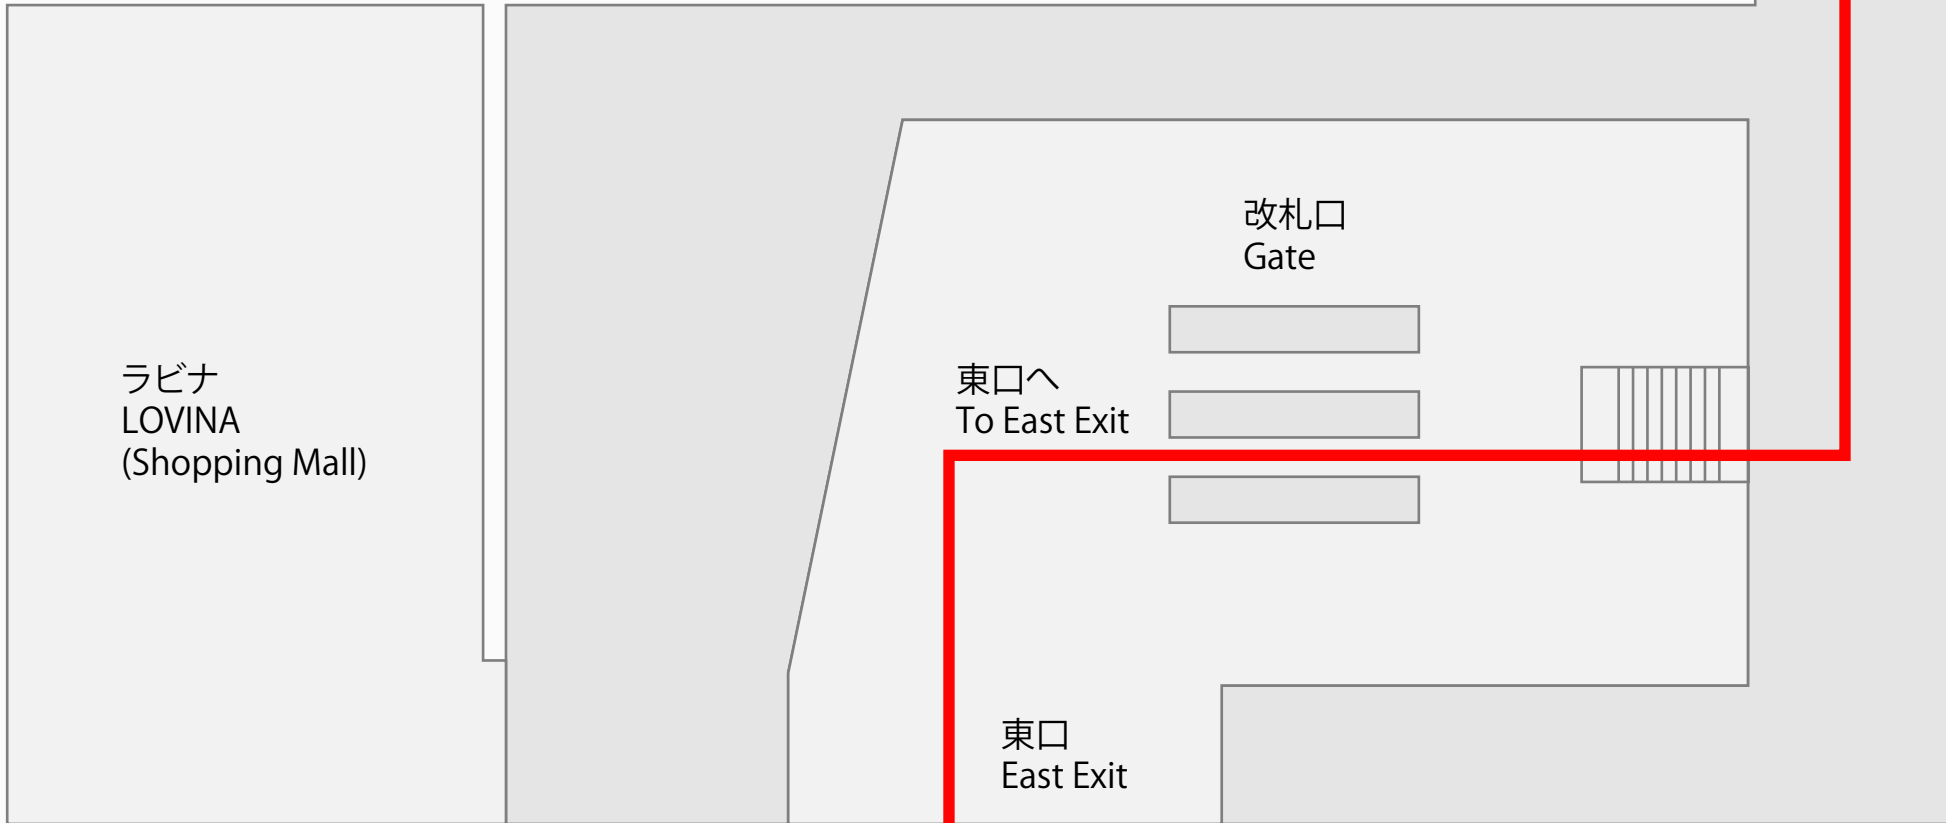 改札口
Gate
ラビナ
LOVINA
(Shopping Mall)
東口へ
To East Exit
東口
East Exit